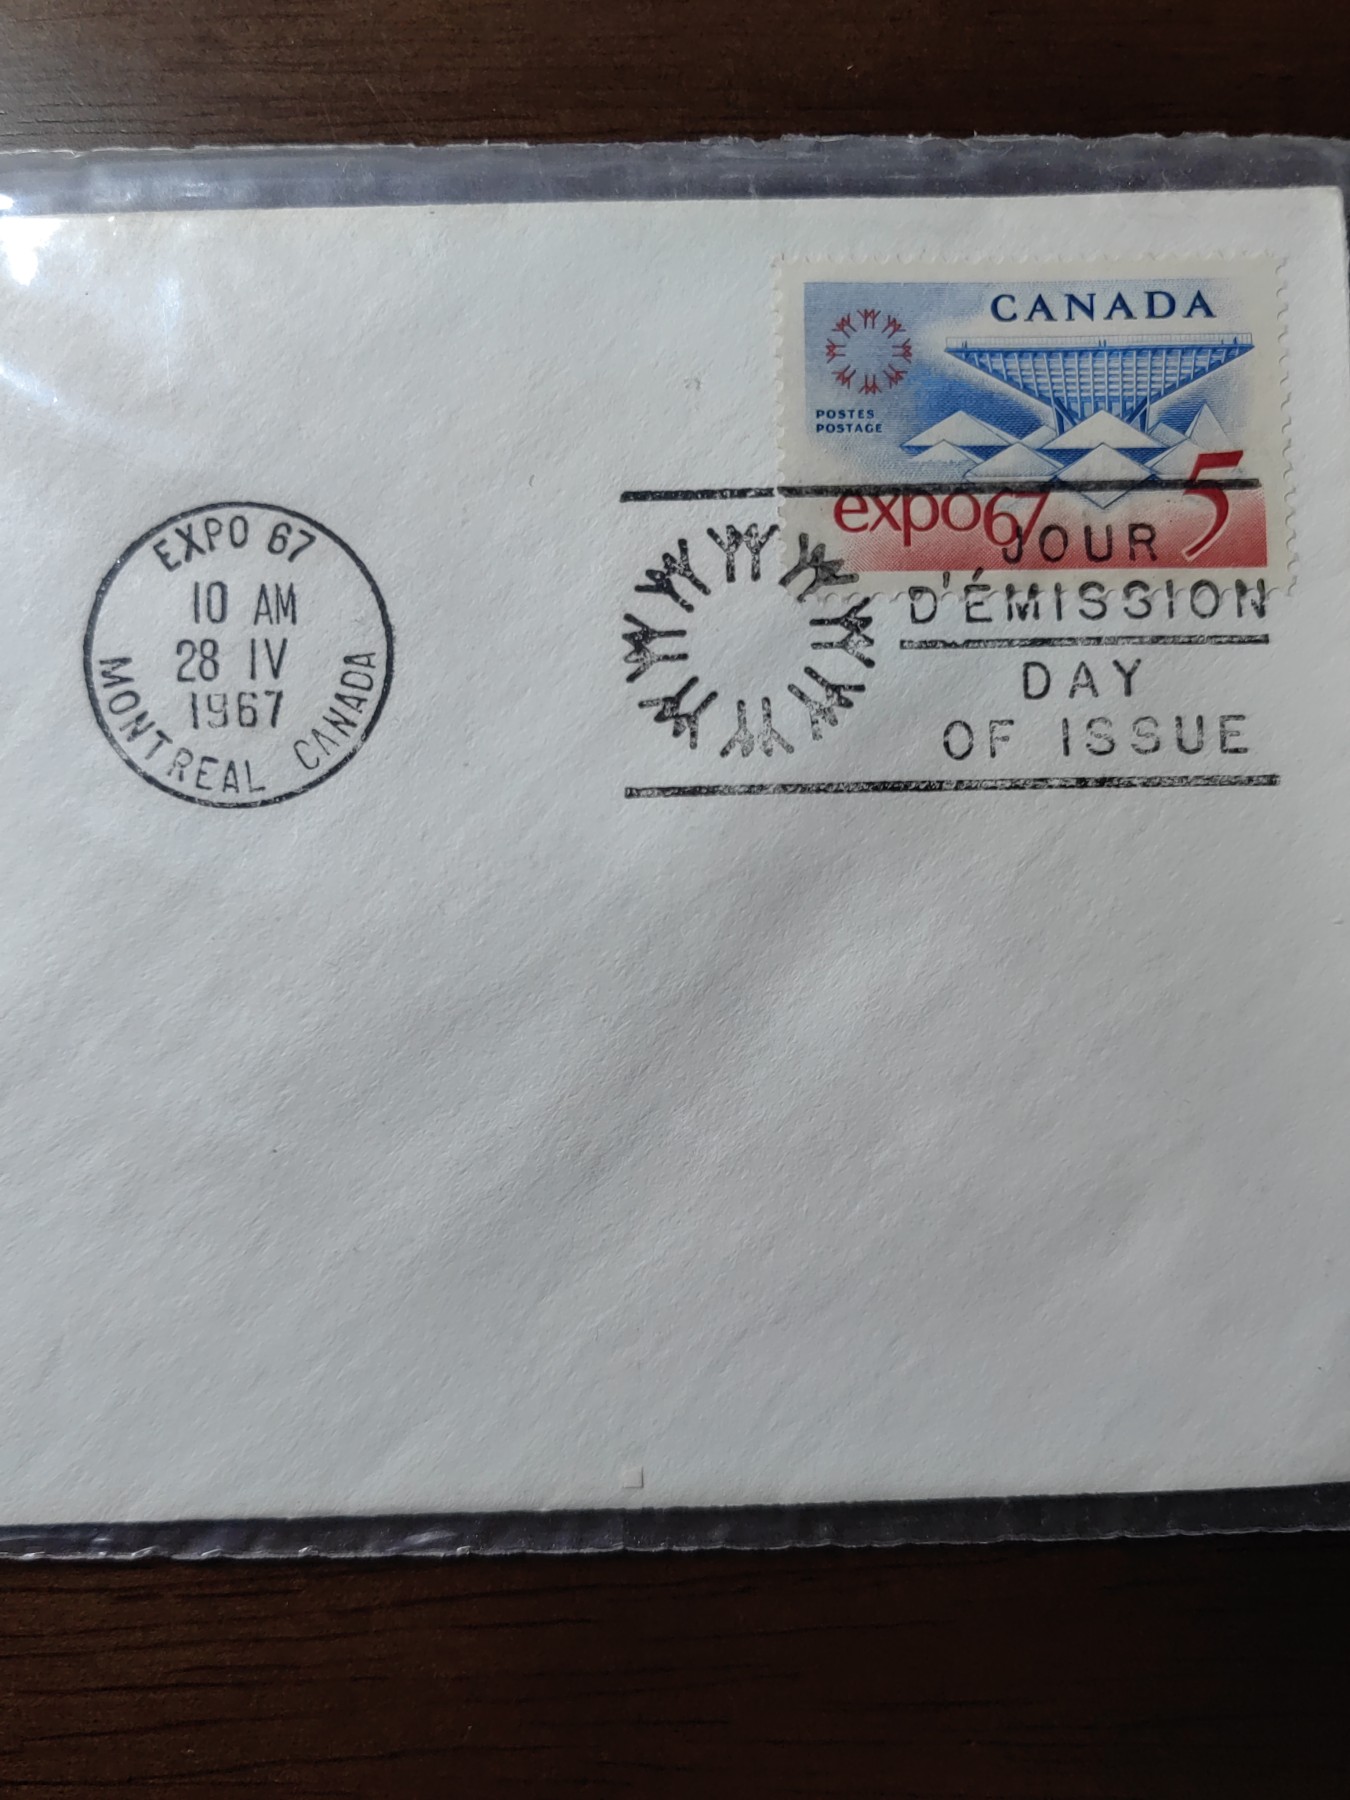 CANADA
POSTES
POSTAGE
expo67
5
EXPO 67
10 AM
28 IV
1967
MONTREAL CANADA
JOUR
D'ÉMISSION
DAY
OF ISSUE